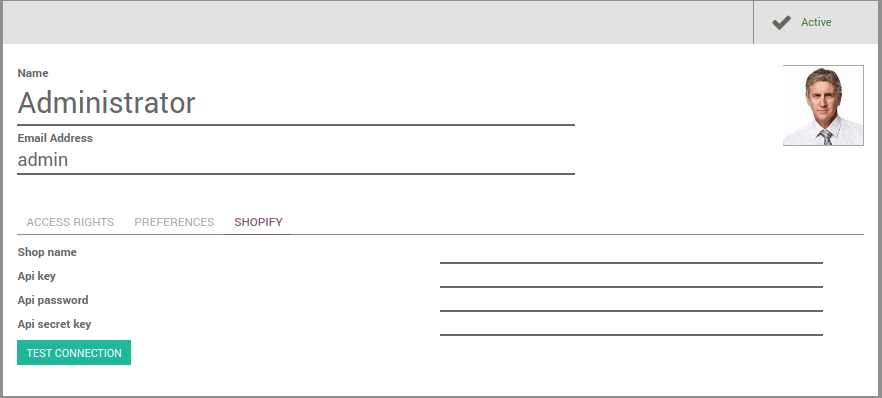 Active
Name
Administrator
Email Address
admin
ACCESS RIGHTS PREFERENCES SHOPIFY
Shop name
Api key
Api password
Api secret key
TEST CONNECTION